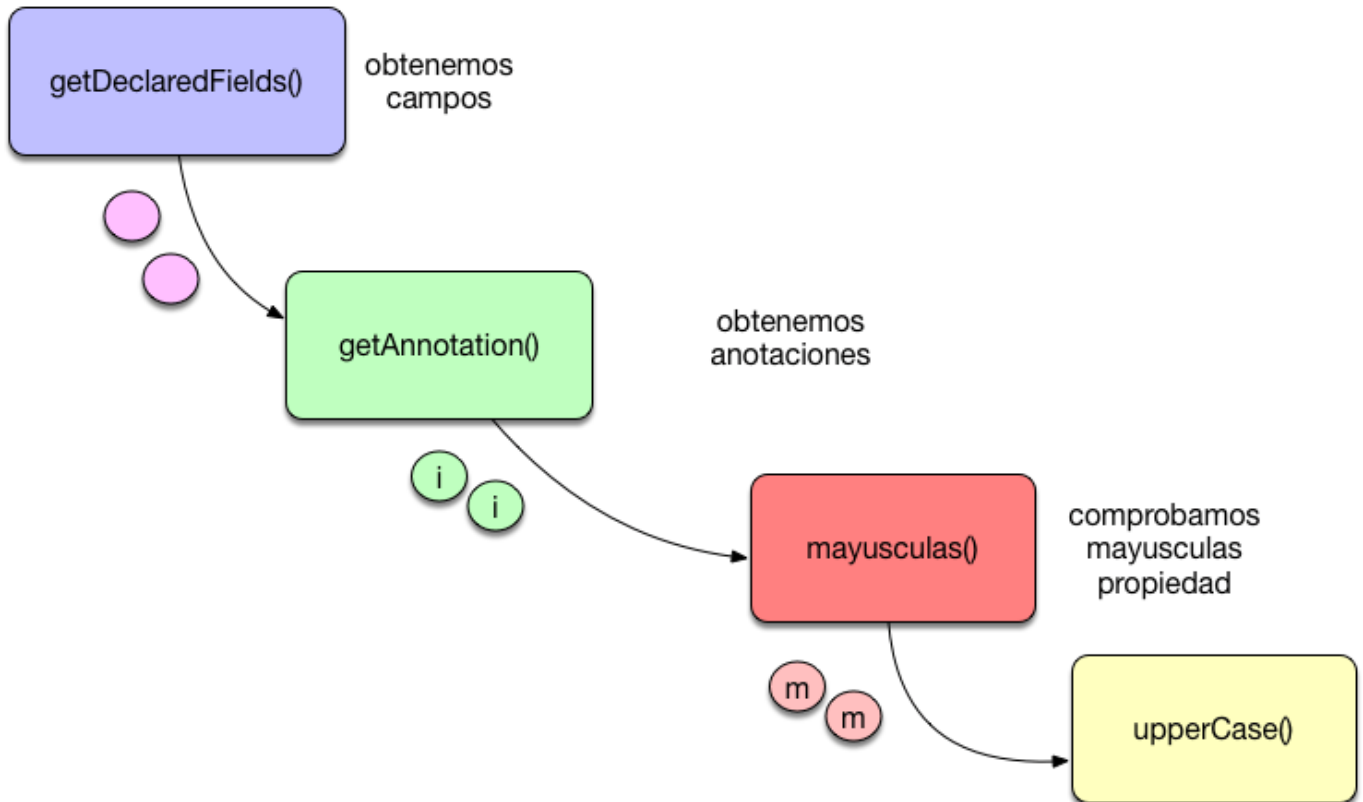 getDeclaredFields()
obtenemos
campos
getAnnotation()
obtenemos
anotaciones
i
i
mayusculas()
comprobamos
mayusculas
propiedad
m
m
upperCase()